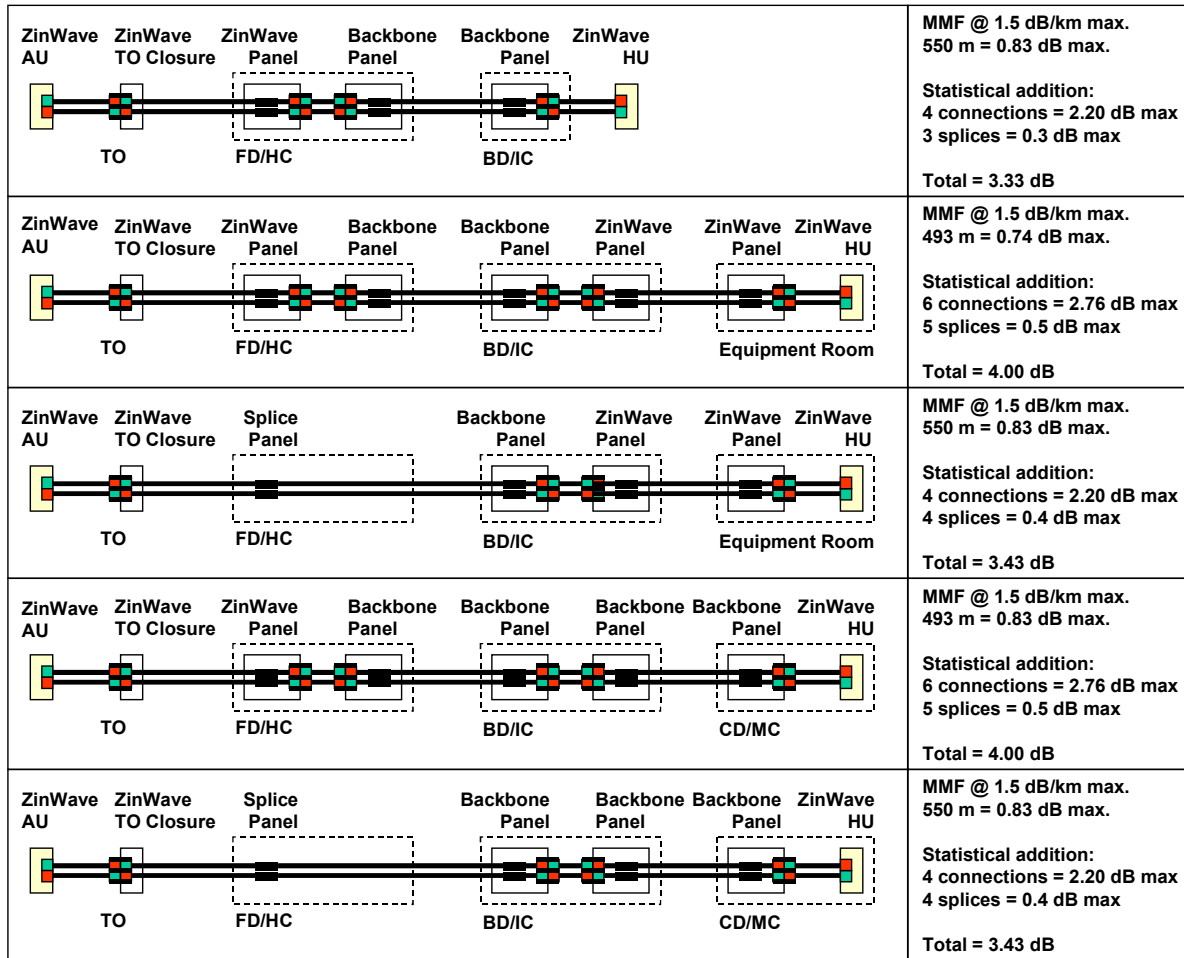 ZinWave ZinWave ZinWave Backbone Backbone ZinWave
AU TO Closure Panel Panel Panel HU
TO FD/HC BD/IC
MMF @ 1.5 dB/km max.
550 m = 0.83 dB max.
Statistical addition:
4 connections = 2.20 dB max
3 splices = 0.3 dB max
Total = 3.33 dB
ZinWave ZinWave ZinWave Backbone Backbone ZinWave ZinWave ZinWave
AU TO Closure Panel Panel Panel Panel Panel HU
TO FD/HC BD/IC Equipment Room
MMF @ 1.5 dB/km max.
493 m = 0.74 dB max.
Statistical addition:
6 connections = 2.76 dB max
5 splices = 0.5 dB max
Total = 4.00 dB
ZinWave ZinWave Splice Backbone ZinWave ZinWave ZinWave
AU TO Closure Panel Panel Panel Panel HU
TO FD/HC BD/IC Equipment Room
MMF @ 1.5 dB/km max.
550 m = 0.83 dB max.
Statistical addition:
4 connections = 2.20 dB max
4 splices = 0.4 dB max
Total = 3.43 dB
ZinWave ZinWave ZinWave Backbone Backbone Backbone Backbone ZinWave
AU TO Closure Panel Panel Panel Panel Panel HU
TO FD/HC BD/IC CD/MC
MMF @ 1.5 dB/km max.
493 m = 0.83 dB max.
Statistical addition:
6 connections = 2.76 dB max
5 splices = 0.5 dB max
Total = 4.00 dB
ZinWave ZinWave Splice Backbone Backbone Backbone ZinWave
AU TO Closure Panel Panel Panel Panel HU
TO FD/HC BD/IC CD/MC
MMF @ 1.5 dB/km max.
550 m = 0.83 dB max.
Statistical addition:
4 connections = 2.20 dB max
4 splices = 0.4 dB max
Total = 3.43 dB